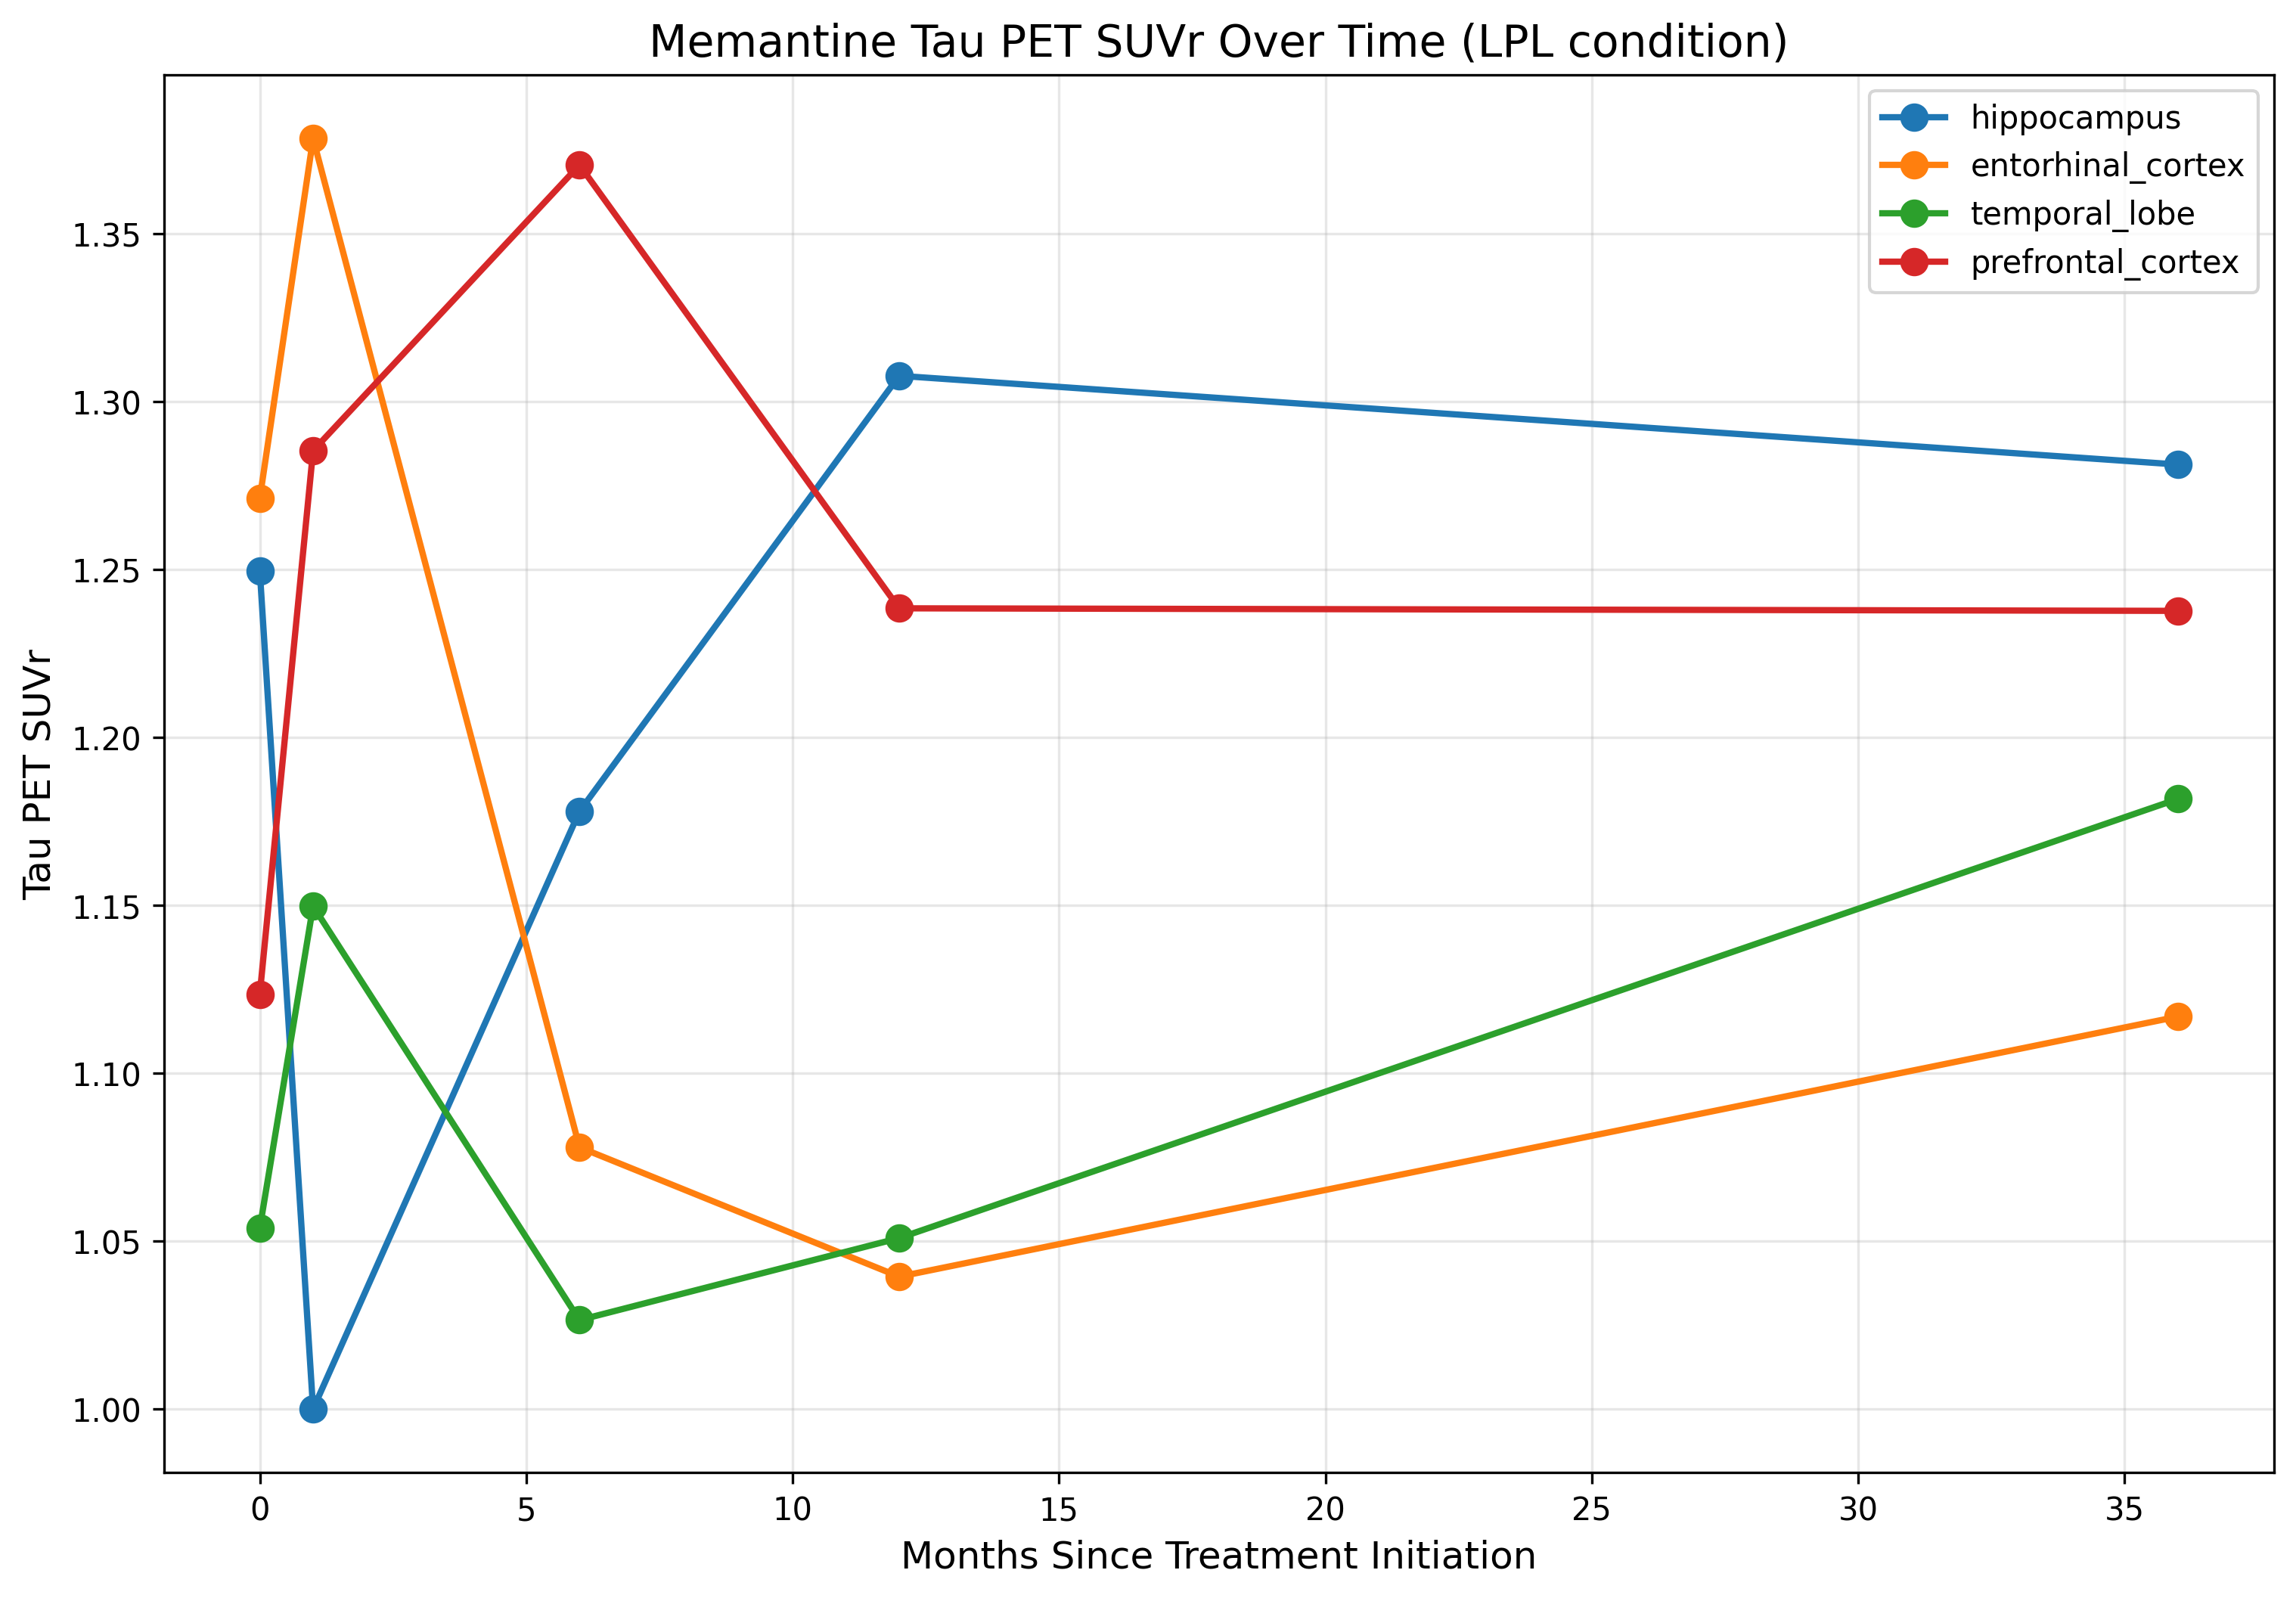 Memantine Tau PET SUVr Over Time (LPL condition)
hippocampus
entorhinal_cortex
temporal_lobe
prefrontal_cortex
Tau PET SUVr
1.35
1.30
1.25
1.20
1.15
1.10
1.05
1.00
0 5 10 15 20 25 30 35
Months Since Treatment Initiation